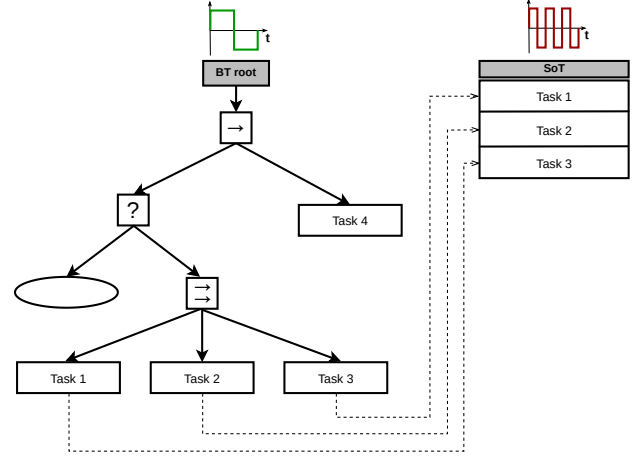 t
t
BT root
SoT
→
Task 1
Task 2
Task 3
?
Task 4
→
→
Task 1
Task 2
Task 3